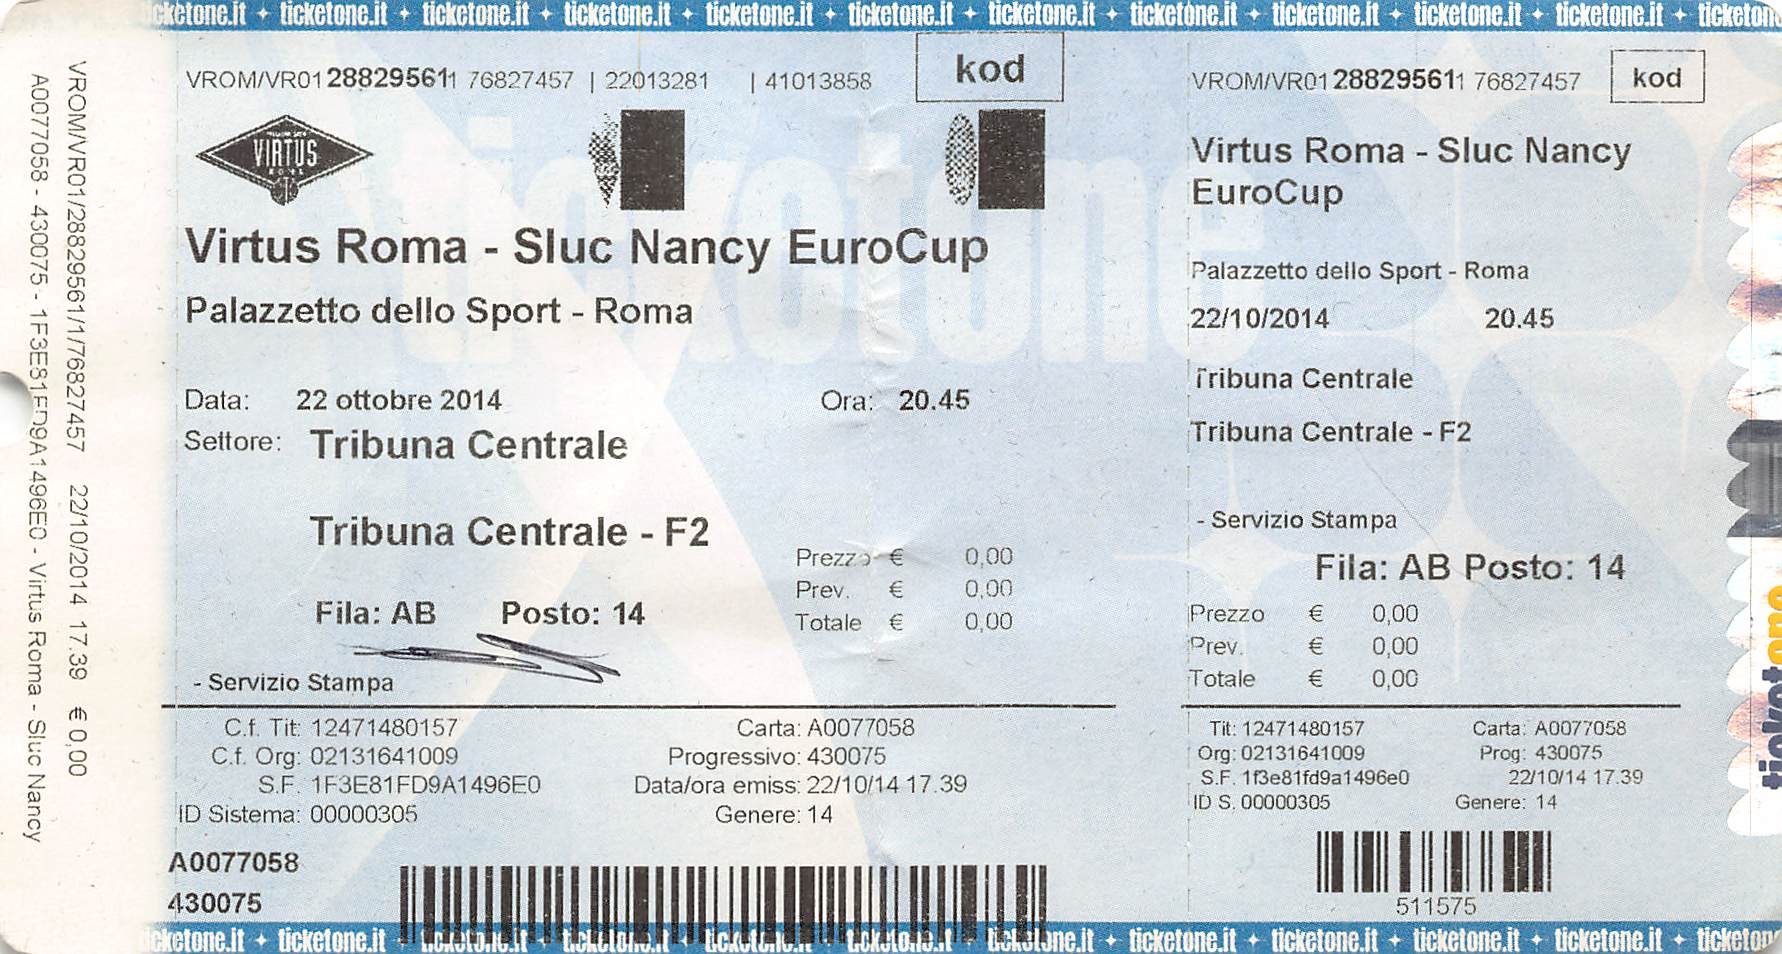 ticketone.it + ticketone.it + ticketone.it + ticketone.it + ticketone.it + ticketone.it + ticketone.it + ticketone.it + ticketone.it + ticketone.it + ticketone.it
VROM/VR01/28829561/1/76827457 22/10/2014 17.39 € 0,00
A0077058 - 430075 - 1F3E81FD9A1496E0 - Virtus Roma - Sluc Nancy
VROM/VR01 288295611 76827457 | 22013281 | 41013858
kod
VIRTUS
ROMA
Virtus Roma - Sluc Nancy EuroCup
Palazzetto dello Sport - Roma
Data: 22 ottobre 2014 Ora: 20.45
Settore: Tribuna Centrale
Tribuna Centrale - F2
Prezzo € 0,00
Prev. € 0,00
Totale € 0,00
Fila: AB Posto: 14
- Servizio Stampa
C.f. Tit: 12471480157 Carta: A0077058
C.f. Org: 02131641009 Progressivo: 430075
S.F. 1F3E81FD9A1496E0 Data/ora emiss: 22/10/14 17.39
ID Sistema: 00000305 Genere: 14
A0077058
430075
VROM/VR01 288295611 76827457
kod
Virtus Roma - Sluc Nancy
EuroCup
Palazzetto dello Sport - Roma
22/10/2014 20.45
Tribuna Centrale
Tribuna Centrale - F2
- Servizio Stampa
Fila: AB Posto: 14
Prezzo € 0,00
Prev. € 0,00
Totale € 0,00
Tit: 12471480157 Carta: A0077058
Org: 02131641009 Prog: 430075
S.F. 1f3e81fd9a1496e0 22/10/14 17.39
ID S. 00000305 Genere: 14
511575
ticketone
ticketone
ticketone.it + ticketone.it + ticketone.it + ticketone.it + ticketone.it + ticketone.it + ticketone.it + ticketone.it + ticketone.it + ticketone.it + ticketone.it